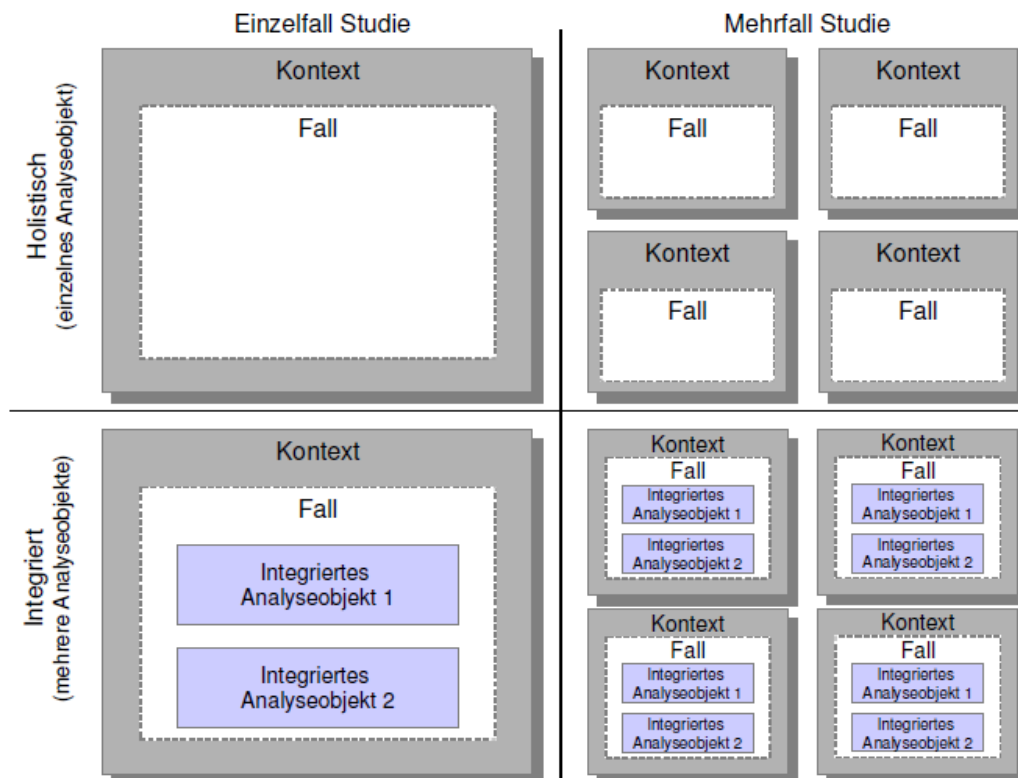 Einzelfall Studie
Mehrfall Studie
Holistisch
(einzelnes Analyseobjekt)
Kontext
Fall
Kontext
Fall
Kontext
Fall
Kontext
Fall
Kontext
Fall
Integriert
(mehrere Analyseobjekte)
Kontext
Fall
Integriertes
Analyseobjekt 1
Integriertes
Analyseobjekt 2
Kontext
Fall
Integriertes
Analyseobjekt 1
Integriertes
Analyseobjekt 2
Kontext
Fall
Integriertes
Analyseobjekt 1
Integriertes
Analyseobjekt 2
Kontext
Fall
Integriertes
Analyseobjekt 1
Integriertes
Analyseobjekt 2
Kontext
Fall
Integriertes
Analyseobjekt 1
Integriertes
Analyseobjekt 2